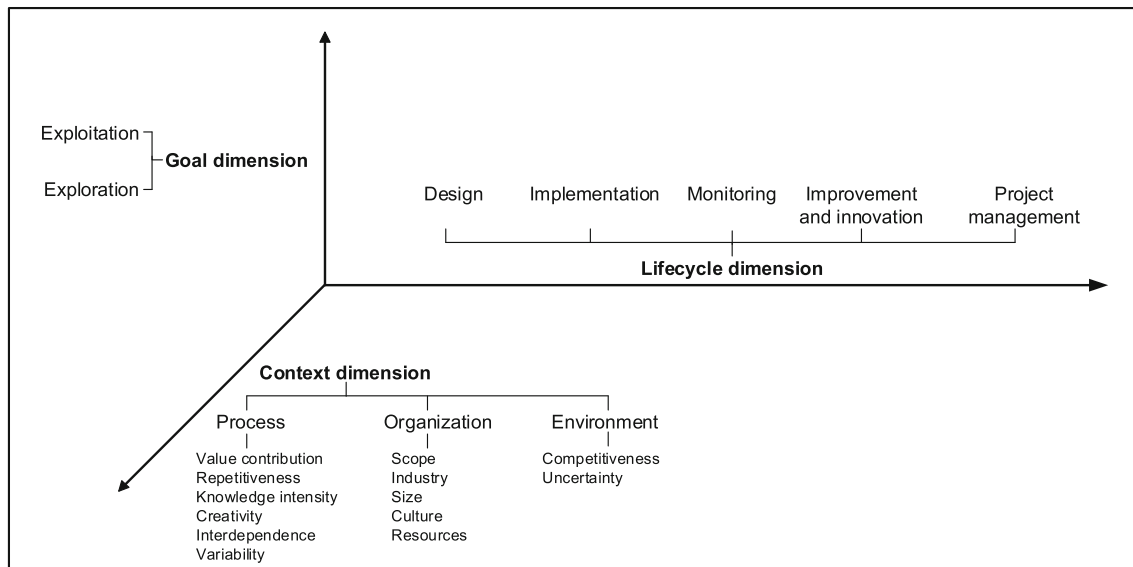 Exploitation
Goal dimension
Exploration
Design
Implementation
Monitoring
Improvement
and innovation
Project
management
Lifecycle dimension
Context dimension
Process
Value contribution
Repetitiveness
Knowledge intensity
Creativity
Interdependence
Variability
Organization
Scope
Industry
Size
Culture
Resources
Environment
Competitiveness
Uncertainty